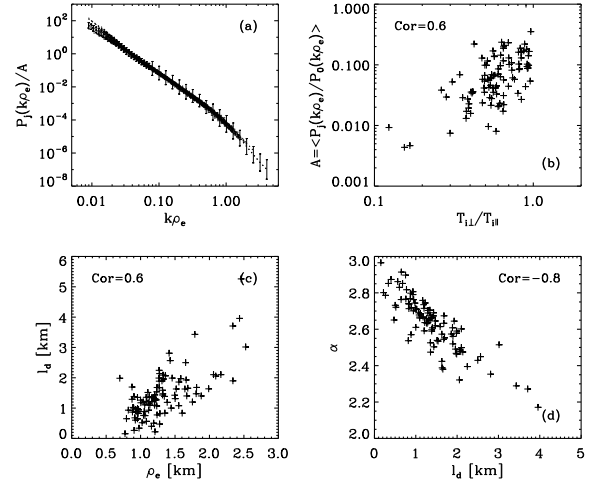 (a)
10²
10⁰
10⁻²
10⁻⁴
10⁻⁶
10⁻⁸
P_j(kρ_e)/A
0.01 0.10 1.00
kρ_e
Cor=0.6
(b)
1.000
0.100
0.010
0.001
A=<P_j(kρ_e)/P_0(kρ_e)>
0.1 1.0
T_i⊥/T_i∥
Cor=0.6
(c)
6
5
4
3
2
1
0
l_d [km]
0.0 0.5 1.0 1.5 2.0 2.5 3.0
ρ_e [km]
Cor=−0.8
(d)
3.0
2.8
2.6
2.4
2.2
2.0
α
0 1 2 3 4 5
l_d [km]